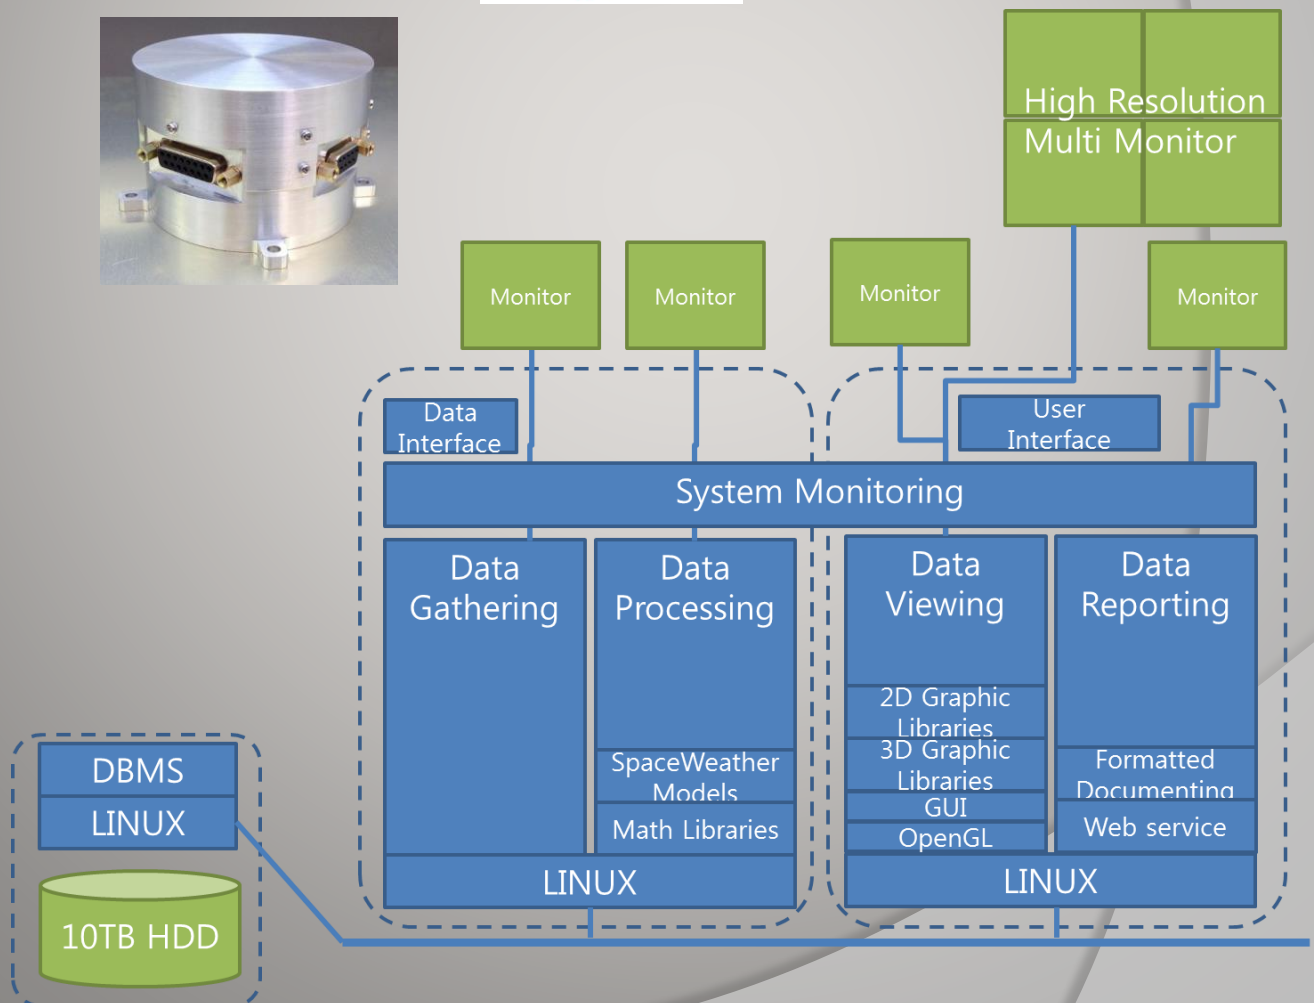 High Resolution
Multi Monitor
Monitor
Monitor
Monitor
Monitor
Data
Interface
User
Interface
System Monitoring
Data
Gathering
Data
Processing
SpaceWeather
Models
Math Libraries
LINUX
Data
Viewing
2D Graphic
Libraries
3D Graphic
Libraries
GUI
OpenGL
Data
Reporting
Formatted
Documenting
Web service
LINUX
DBMS
LINUX
10TB HDD